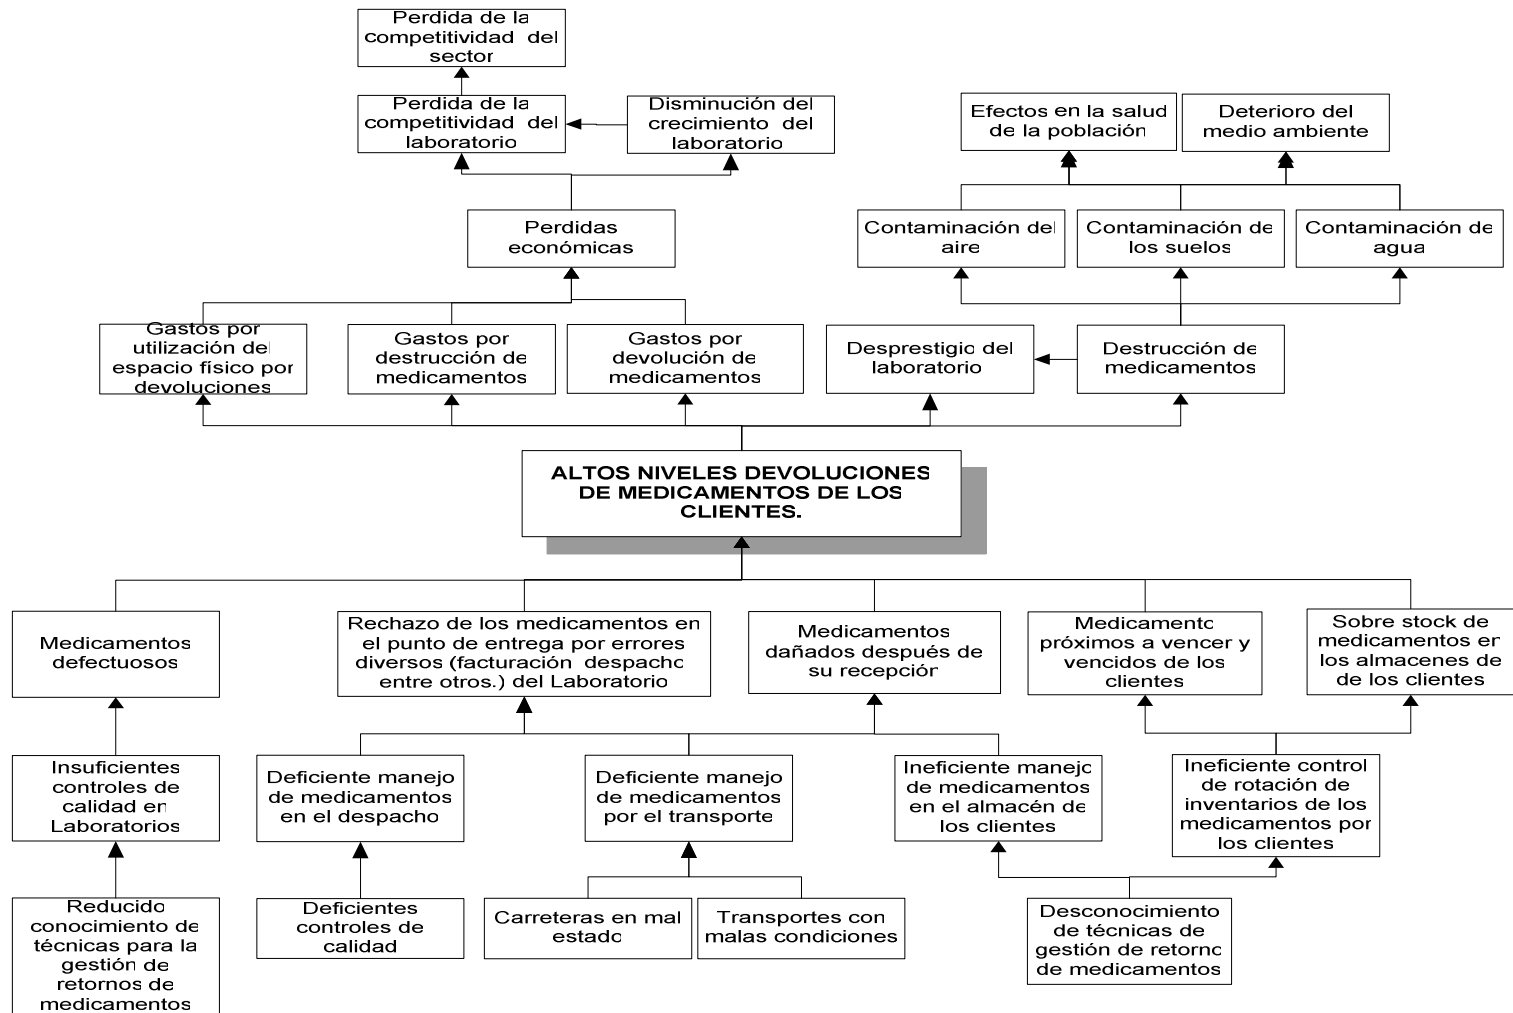 Perdida de la
competitividad del
sector
Perdida de la
competitividad del
laboratorio
Disminución del
crecimiento del
laboratorio
Efectos en la salud
de la población
Deterioro del
medio ambiente
Perdidas
económicas
Contaminación del
aire
Contaminación de
los suelos
Contaminación de
agua
Gastos por
utilización del
espacio físico por
devoluciones
Gastos por
destrucción de
medicamentos
Gastos por
devolución de
medicamentos
Desprestigio del
laboratorio
Destrucción de
medicamentos
ALTOS NIVELES DEVOLUCIONES
DE MEDICAMENTOS DE LOS
CLIENTES.
Medicamentos
defectuosos
Rechazo de los medicamentos en
el punto de entrega por errores
diversos (facturación despacho
entre otros.) del Laboratorio
Medicamentos
dañados después de
su recepción
Medicamento
próximos a vencer y
vencidos de los
clientes
Sobre stock de
medicamentos en
los almacenes de
de los clientes
Insuficientes
controles de
calidad en
Laboratorios
Deficiente manejo
de medicamentos
en el despacho
Deficiente manejo
de medicamentos
por el transporte
Ineficiente manejo
de medicamentos
en el almacén de
los clientes
Ineficiente control
de rotación de
inventarios de los
medicamentos por
los clientes
Reducido
conocimiento de
técnicas para la
gestión de
retornos de
medicamentos
Deficientes
controles de
calidad
Carreteras en mal
estado
Transportes con
malas condiciones
Desconocimiento
de técnicas de
gestión de retorno
de medicamentos